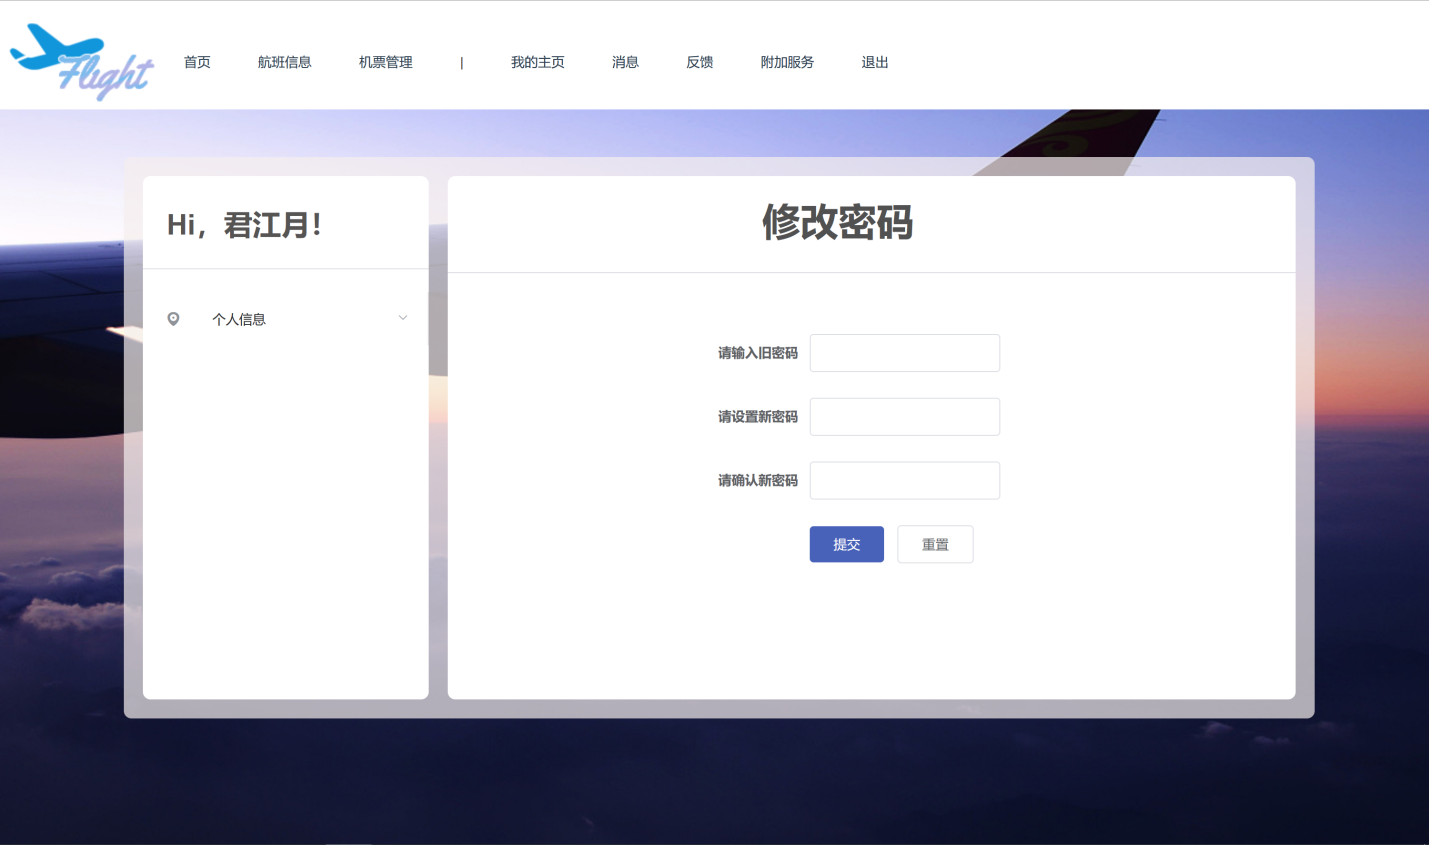 Flight
首页 航班信息 机票管理 | 我的主页 消息 反馈 附加服务 退出
Hi，君江月！
个人信息
修改密码
请输入旧密码
请设置新密码
请确认新密码
提交 重置